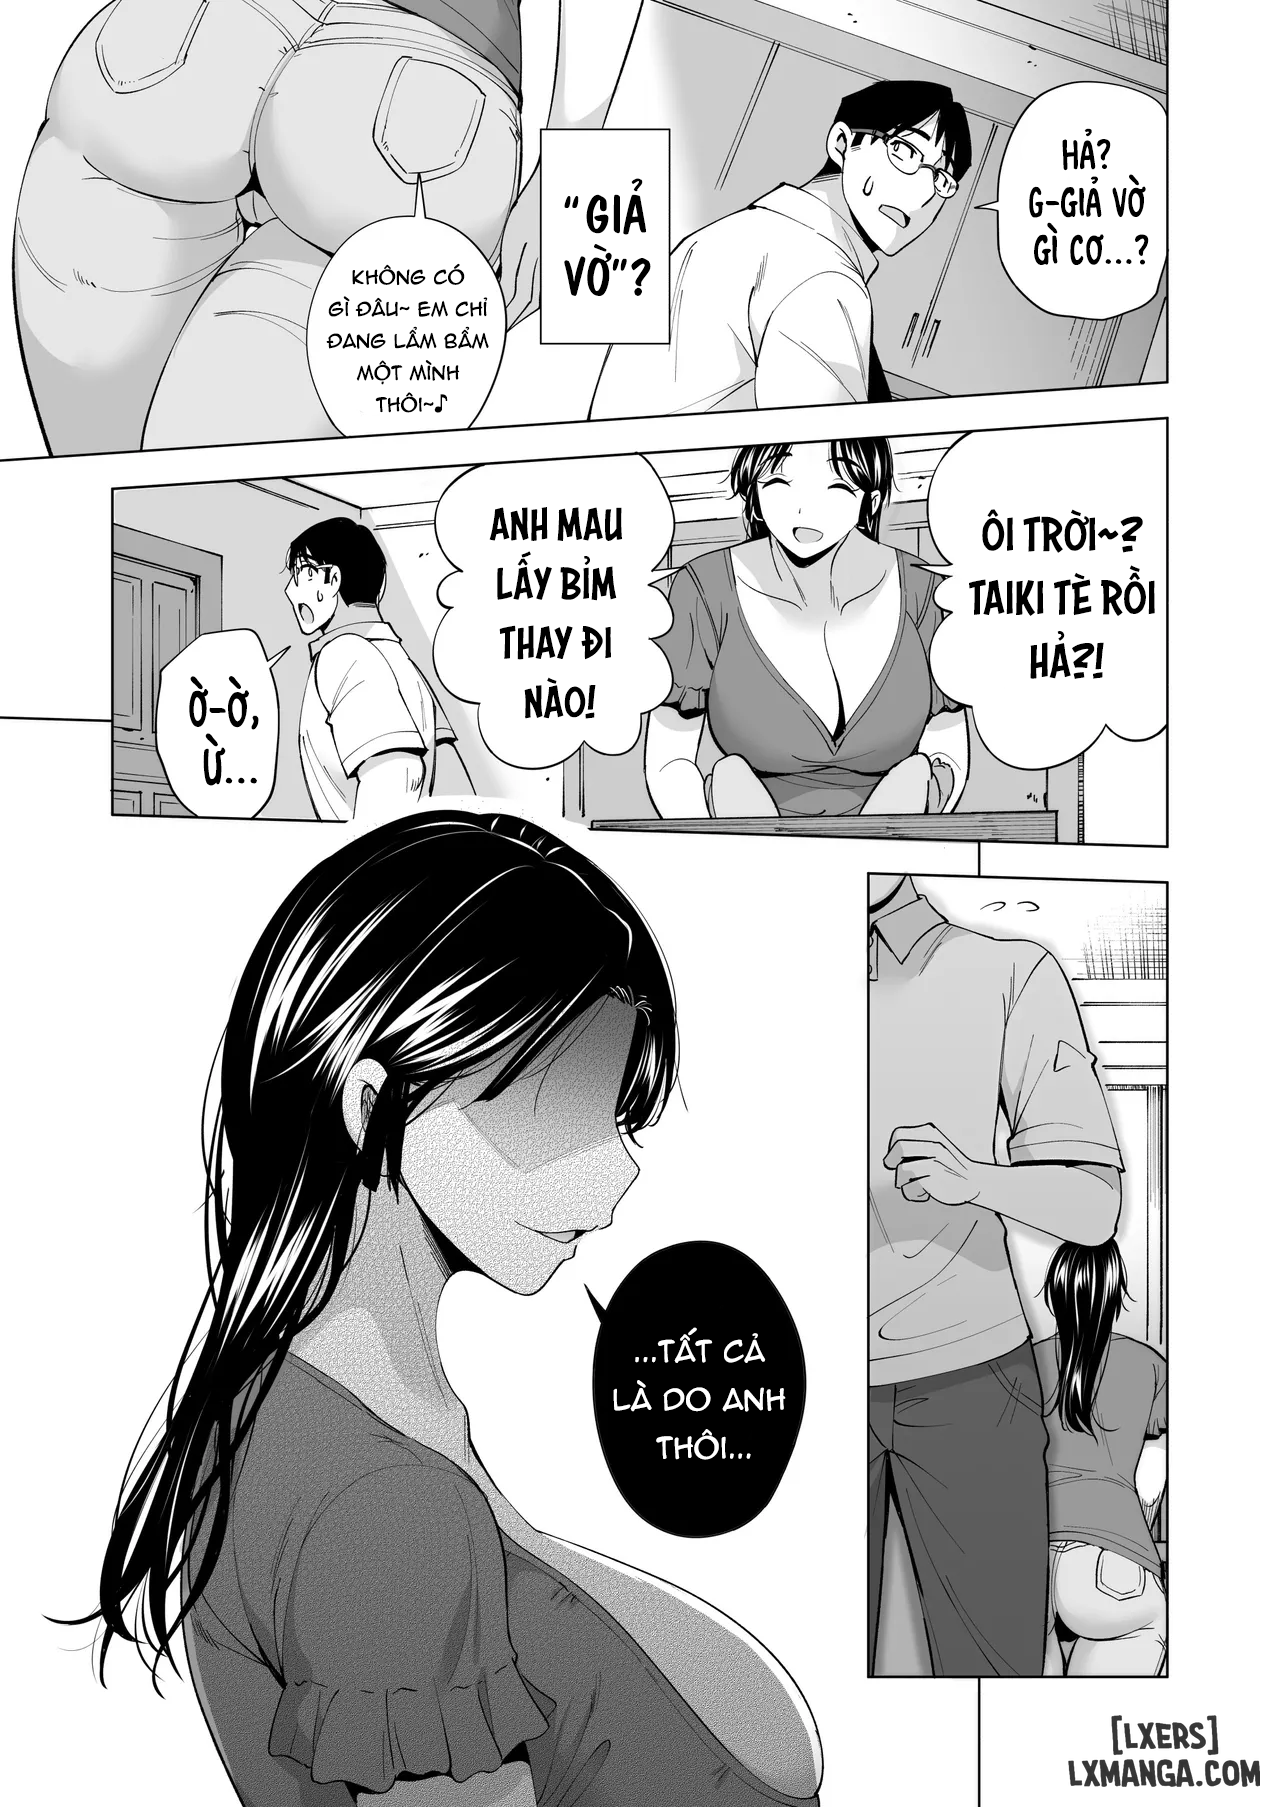 HẢ?
G-GIẢ VỜ
GÌ CƠ...?
"GIẢ
VỜ"?
KHÔNG CÓ
GÌ ĐÂU~ EM CHỈ
ĐANG LẨM BẨM
MỘT MÌNH
THÔI~♪
ÔI TRỜI~?
TAIKI TÈ RỒI
HẢ?!
ANH MAU
LẤY BỈM
THAY ĐI
NÀO!
Ờ-Ờ,
Ừ...
...TẤT CẢ
LÀ DO ANH
THÔI...
[LXERS]
LXMANGA.COM